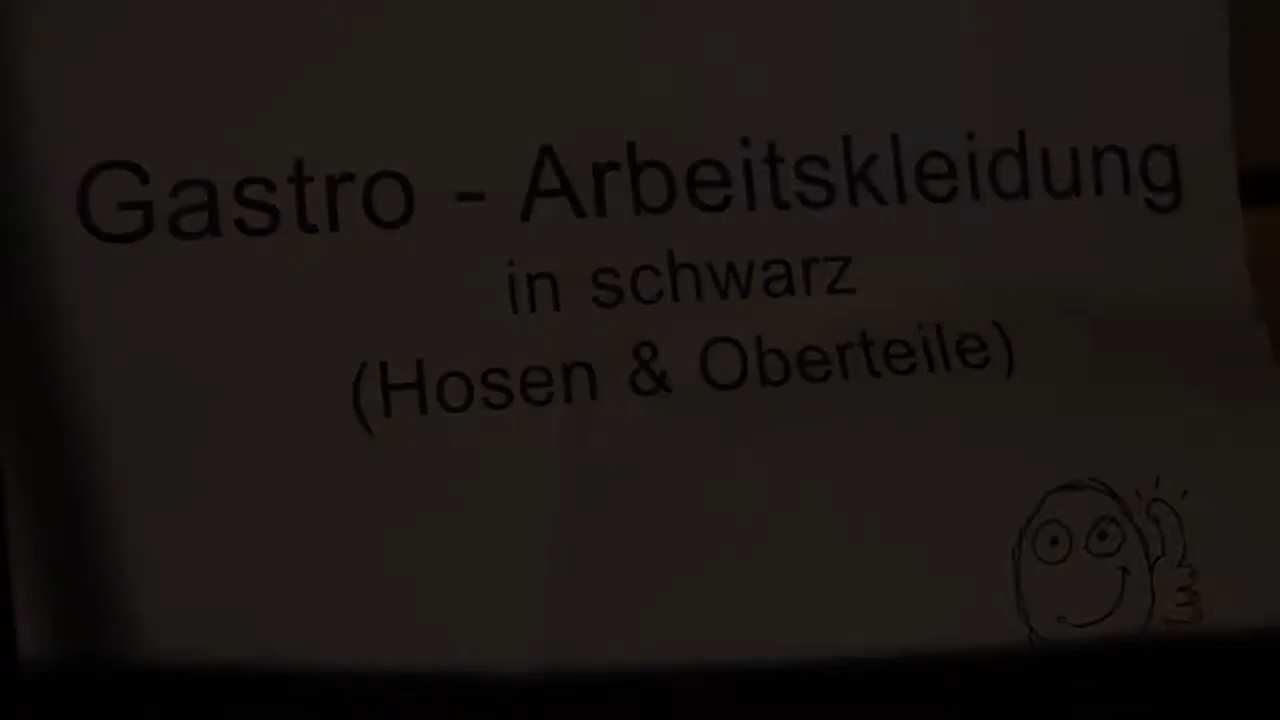 Gastro - Arbeitskleidung
in schwarz
(Hosen & Oberteile)